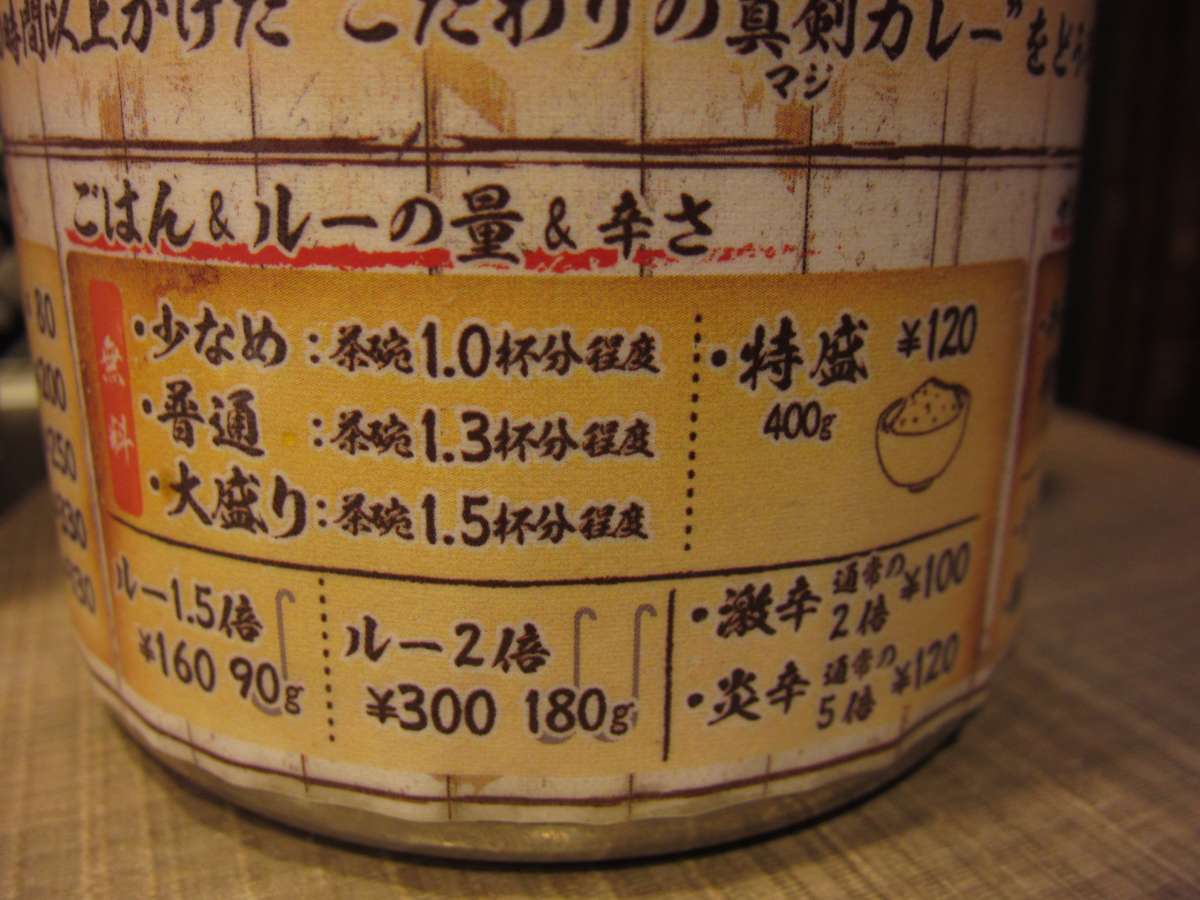 時間以上かけた“こだわりの真剣カレー”をどう
マジ
ごはん&ルーの量&辛さ
無料
・少なめ:茶碗1.0杯分程度
・普通:茶碗1.3杯分程度
・大盛り:茶碗1.5杯分程度
・特盛 ¥120
400g
ルー1.5倍
¥160 90g
ルー2倍
¥300 180g
・激辛 通常の2倍 ¥100
・炎辛 通常の5倍 ¥120
80
200
250
230